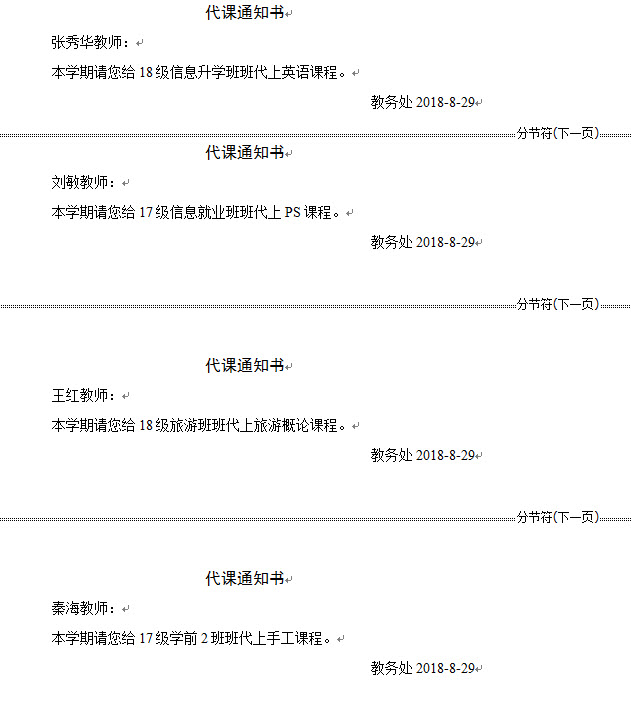 代课通知书
张秀华教师：
本学期请您给 18 级信息升学班班代上英语课程。
教务处 2018-8-29
分节符(下一页)
代课通知书
刘敏教师：
本学期请您给 17 级信息就业班班代上 PS 课程。
教务处 2018-8-29
分节符(下一页)
代课通知书
王红教师：
本学期请您给 18 级旅游班班代上旅游概论课程。
教务处 2018-8-29
分节符(下一页)
代课通知书
秦海教师：
本学期请您给 17 级学前 2 班班代上手工课程。
教务处 2018-8-29